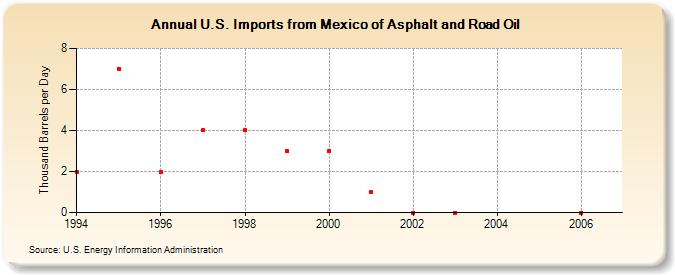 Annual U.S. Imports from Mexico of Asphalt and Road Oil
Thousand Barrels per Day
8
6
4
2
0
1994 1996 1998 2000 2002 2004 2006
Source: U.S. Energy Information Administration